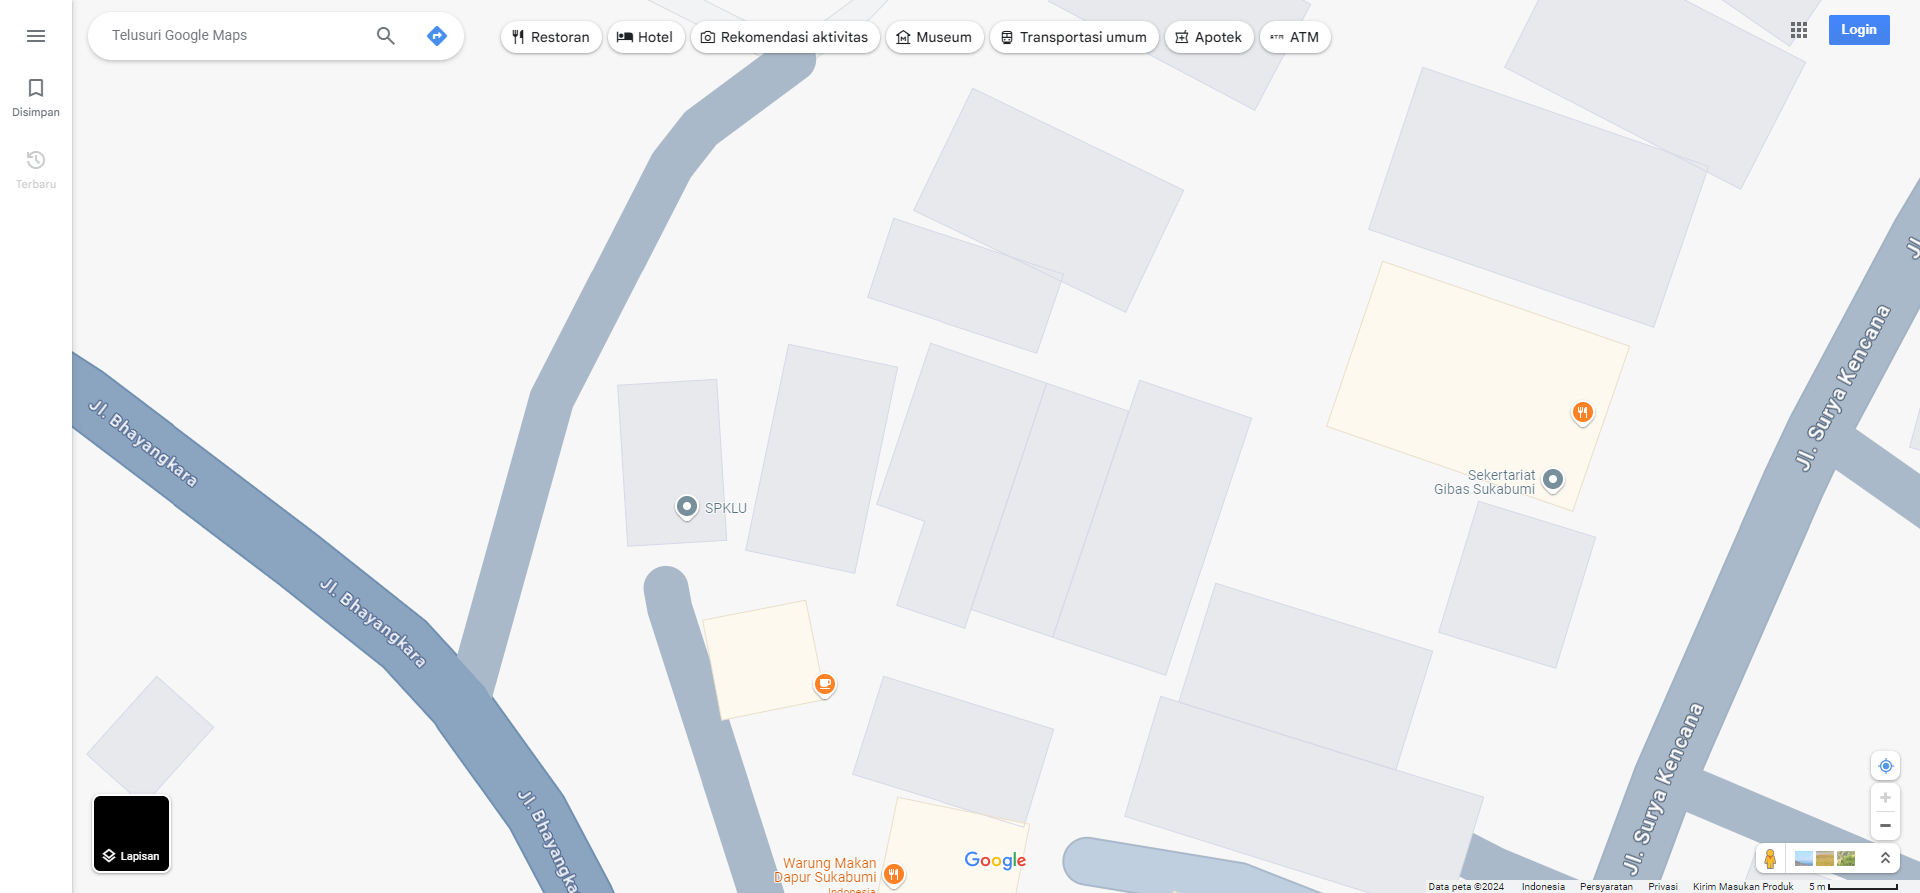 Telusuri Google Maps
Restoran
Hotel
Rekomendasi aktivitas
Museum
Transportasi umum
Apotek
ATM
ATM
Login
Disimpan
Terbaru
Jl. Surya Kencana
Jl. Bhayangkara
Sekertariat
Gibas Sukabumi
SPKLU
Jl. Bhayangkara
Jl. Surya Kencana
Jl. Bhayangka
Lapisan
Warung Makan
Dapur Sukabumi
Indonesia
Google
Data peta ©2024
Indonesia
Persyaratan
Privasi
Kirim Masukan Produk
5 m